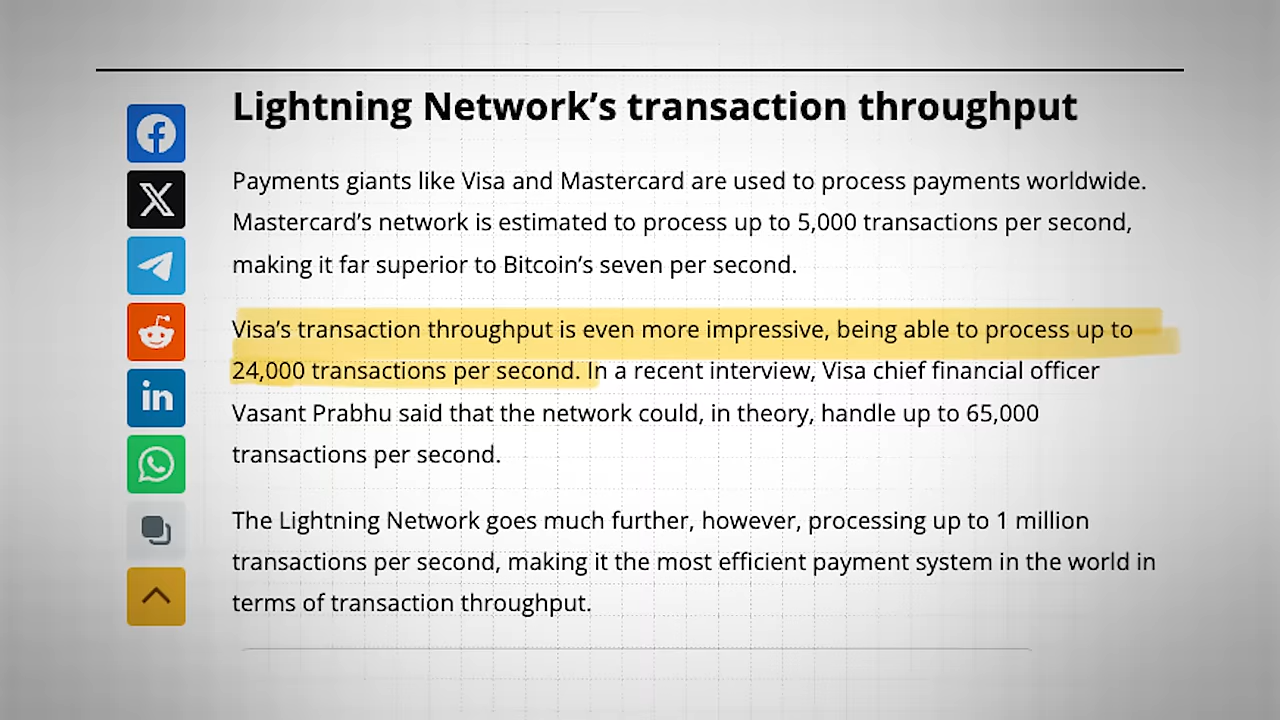 Lightning Network’s transaction throughput
Payments giants like Visa and Mastercard are used to process payments worldwide.
Mastercard’s network is estimated to process up to 5,000 transactions per second,
making it far superior to Bitcoin’s seven per second.
Visa’s transaction throughput is even more impressive, being able to process up to
24,000 transactions per second. In a recent interview, Visa chief financial officer
Vasant Prabhu said that the network could, in theory, handle up to 65,000
transactions per second.
The Lightning Network goes much further, however, processing up to 1 million
transactions per second, making it the most efficient payment system in the world in
terms of transaction throughput.
in